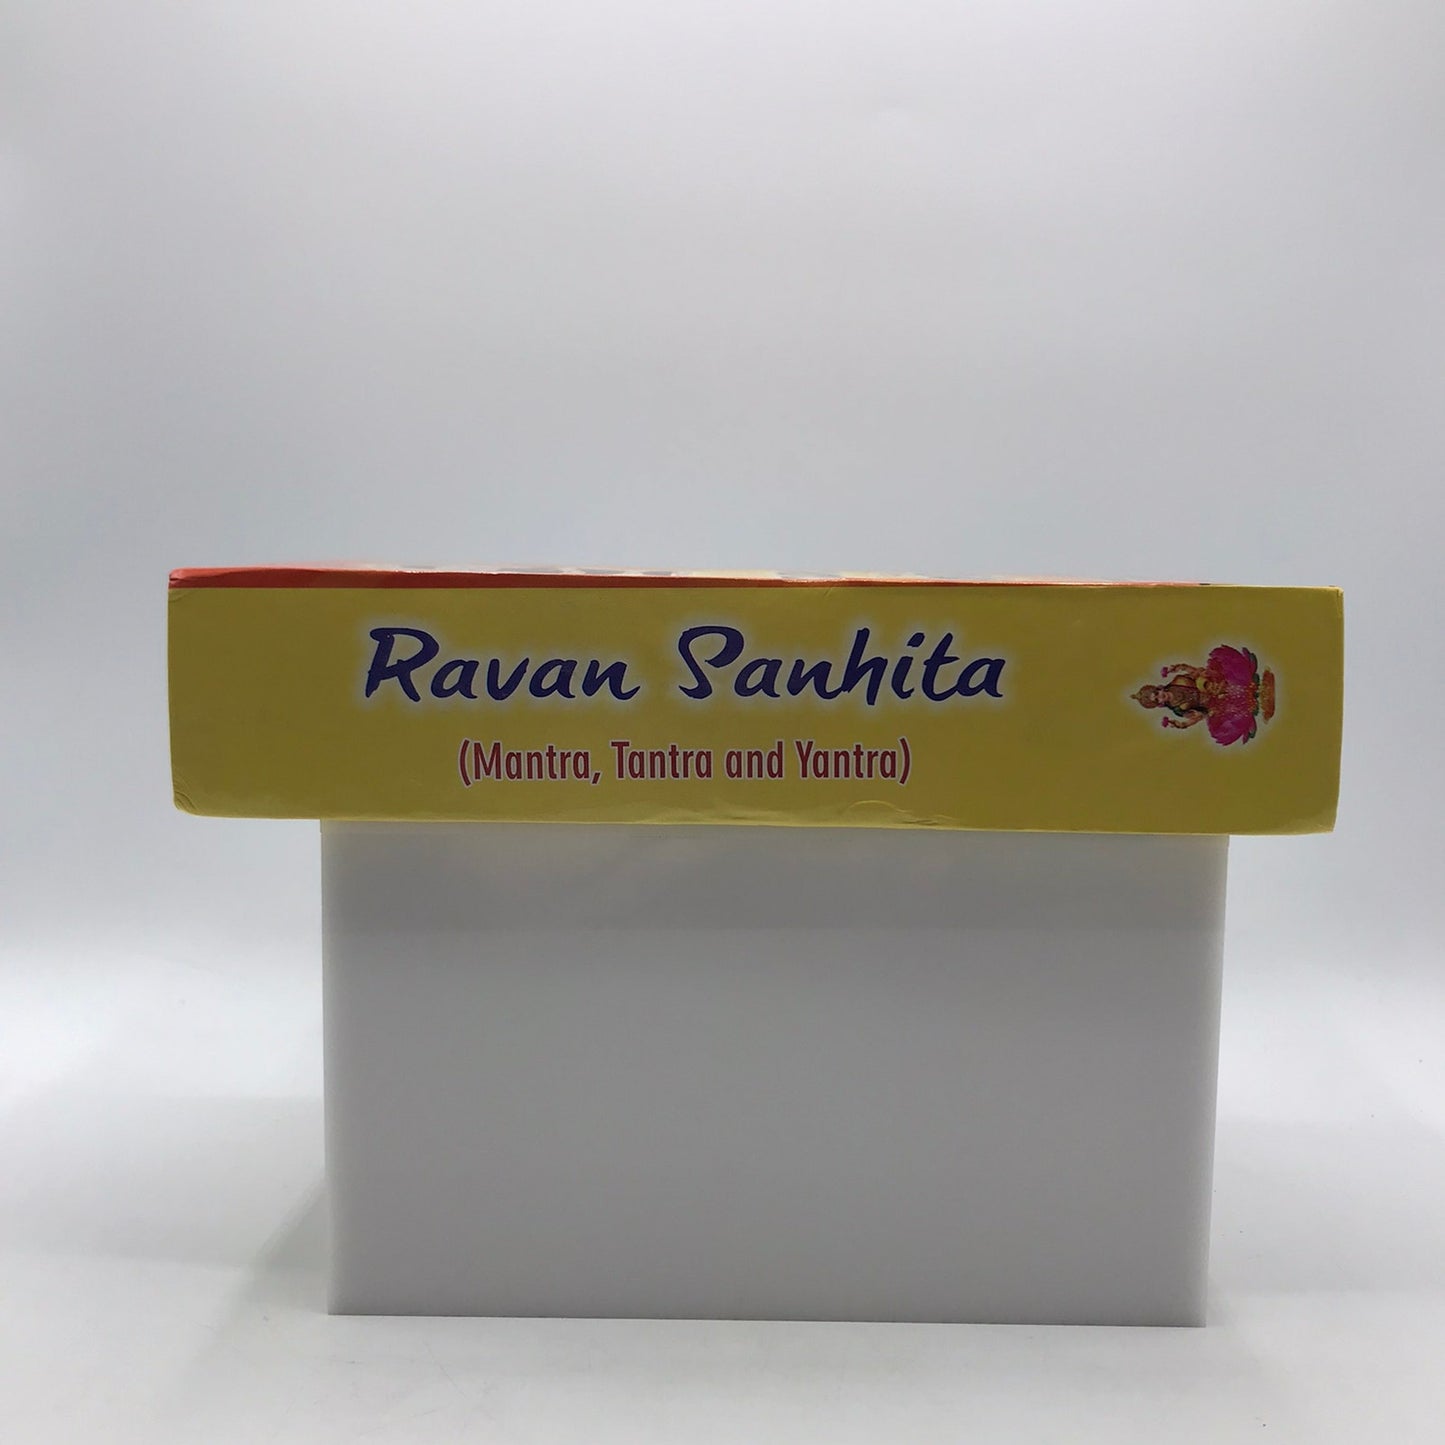 Ravan Sanhita
(Mantra, Tantra and Yantra)